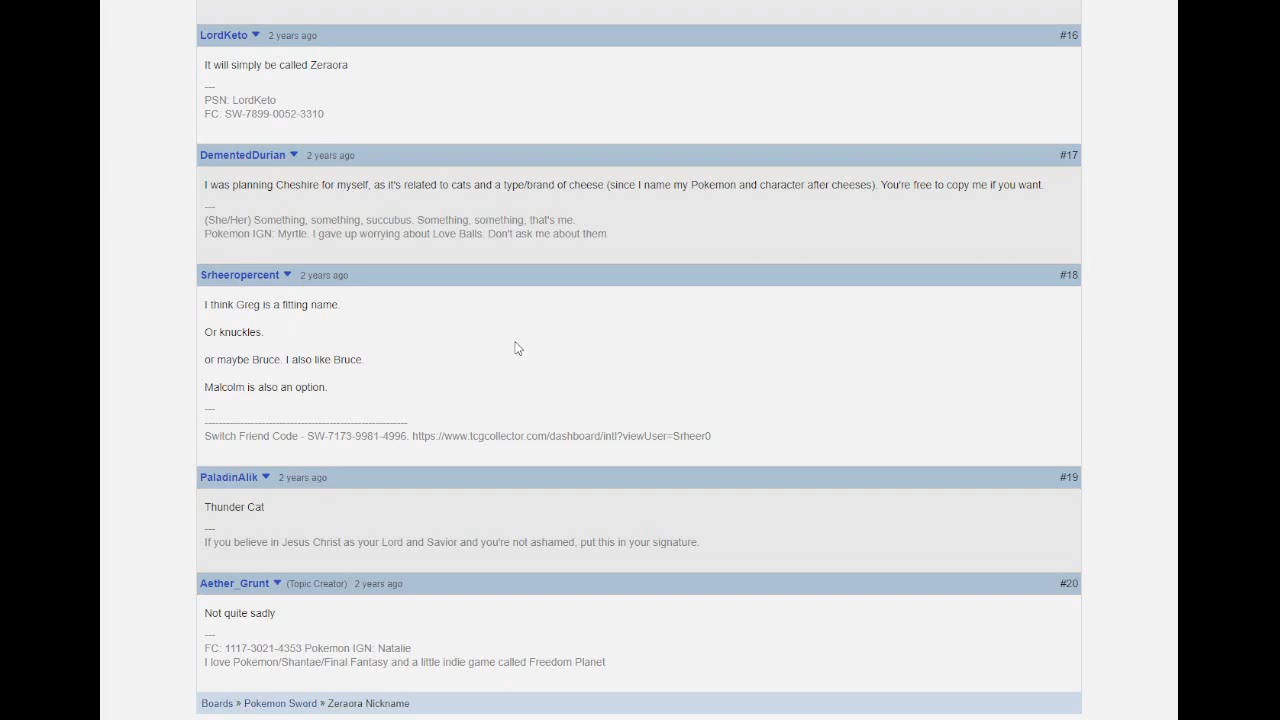 LordKeto 2 years ago #16
It will simply be called Zeraora
---
PSN: LordKeto
FC: SW-7899-0052-3310
DementedDurian 2 years ago #17
I was planning Cheshire for myself, as it's related to cats and a type/brand of cheese (since I name my Pokemon and character after cheeses). You're free to copy me if you want.
---
(She/Her) Something, something, succubus. Something, something, that's me.
Pokemon IGN: Myrtle. I gave up worrying about Love Balls. Don't ask me about them.
Srheeropercent 2 years ago #18
I think Greg is a fitting name.
Or knuckles.
or maybe Bruce. I also like Bruce.
Malcolm is also an option.
---
---------------------------------------------------------
Switch Friend Code - SW-7173-9981-4996. https://www.tcgcollector.com/dashboard/intl?viewUser=Srheer0
PaladinAlik 2 years ago #19
Thunder Cat
---
If you believe in Jesus Christ as your Lord and Savior and you're not ashamed, put this in your signature.
Aether_Grunt (Topic Creator) 2 years ago #20
Not quite sadly
---
FC: 1117-3021-4353 Pokemon IGN: Natalie
I love Pokemon/Shantae/Final Fantasy and a little indie game called Freedom Planet
Boards » Pokemon Sword » Zeraora Nickname